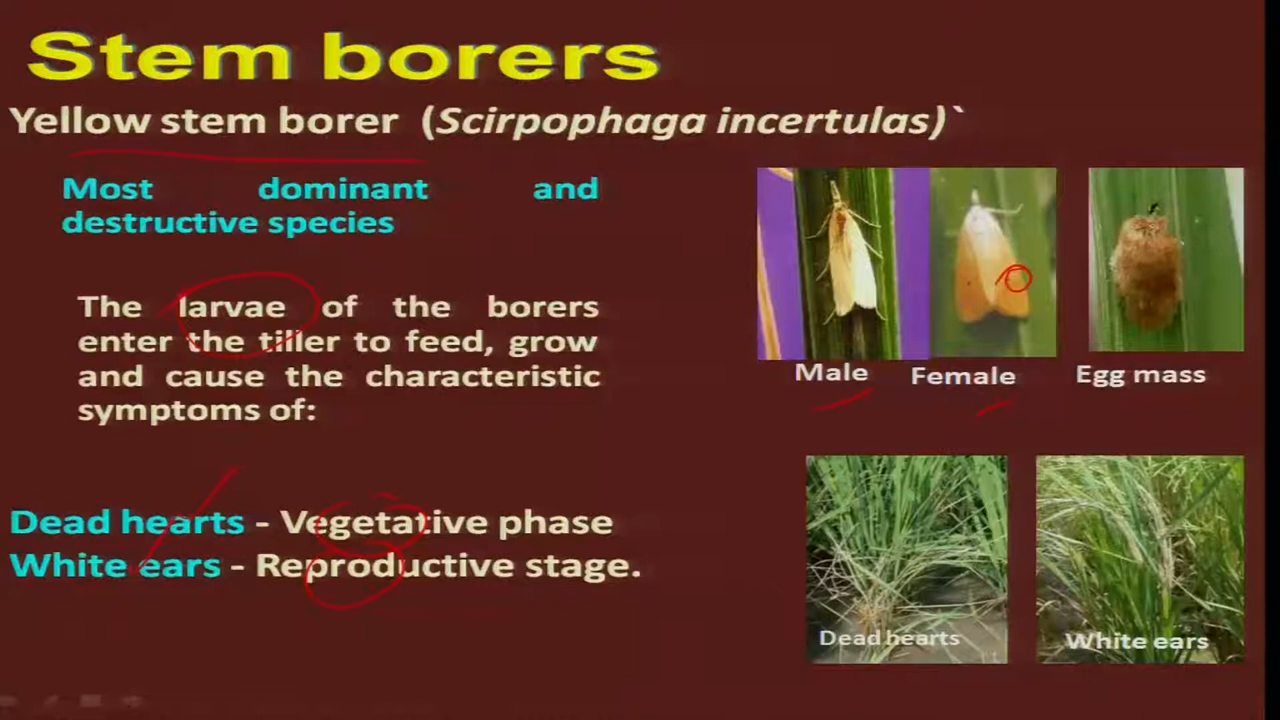 Stem borers
Yellow stem borer (Scirpophaga incertulas)`
Most dominant and
destructive species
The larvae of the borers
enter the tiller to feed, grow
and cause the characteristic
symptoms of:
Dead hearts - Vegetative phase
White ears - Reproductive stage.
Male
Female
Egg mass
Dead hearts
White ears